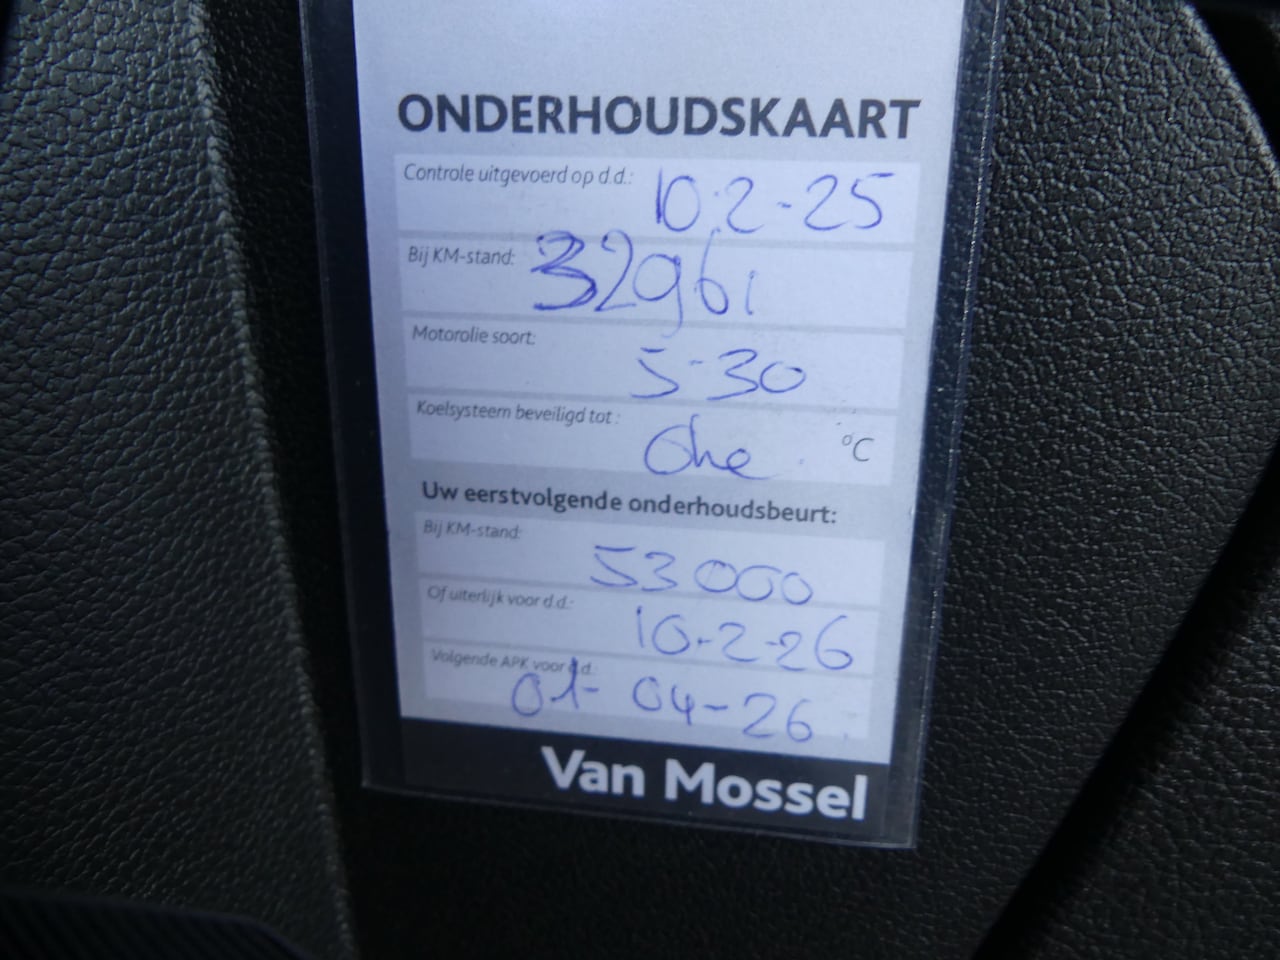 ONDERHOUDSKAART
Controle uitgevoerd op d.d.: 10-2-25
Bij KM-stand: 32961
Motorolie soort: 5-30
Koelsysteem beveiligd tot: Oke °C
Uw eerstvolgende onderhoudsbeurt:
Bij KM-stand: 53000
Of uiterlijk voor d.d.: 10-2-26
Volgende APK voor d.d.: 01-04-26
Van Mossel